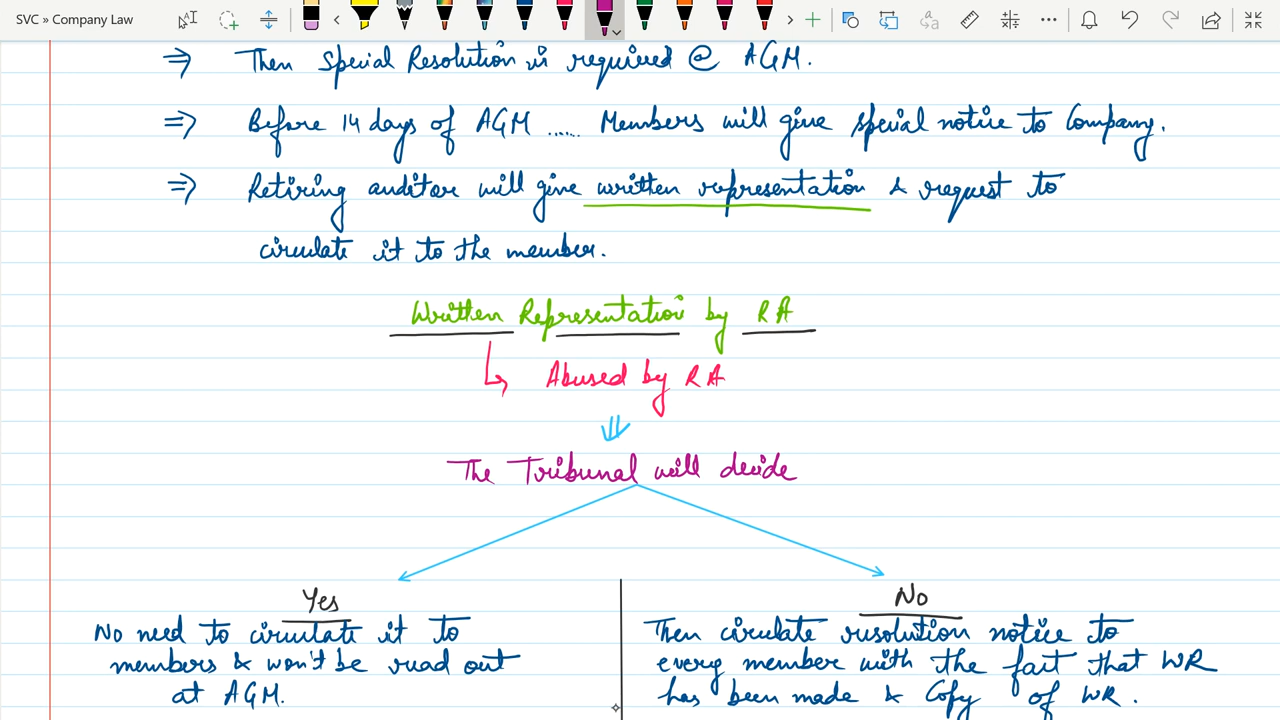 SVC » Company Law
⇒ Then Special Resolution is required @ AGM.
⇒ Before 14 days of AGM ...... Members will give special notice to Company.
⇒ Retiring auditor will give written representation & request to
circulate it to the member.
Written Representation by RA
↳ Abused by RA
⇓
The Tribunal will decide
Yes
No need to circulate it to
members & won't be read out
at AGM.
No
Then circulate resolution notice to
every member with the fact that WR
has been made & Copy of WR.